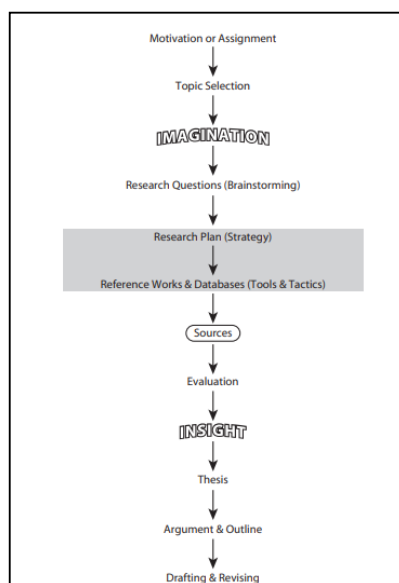 Motivation or Assignment
Topic Selection
IMAGINATION
Research Questions (Brainstorming)
Research Plan (Strategy)
Reference Works & Databases (Tools & Tactics)
Sources
Evaluation
INSIGHT
Thesis
Argument & Outline
Drafting & Revising